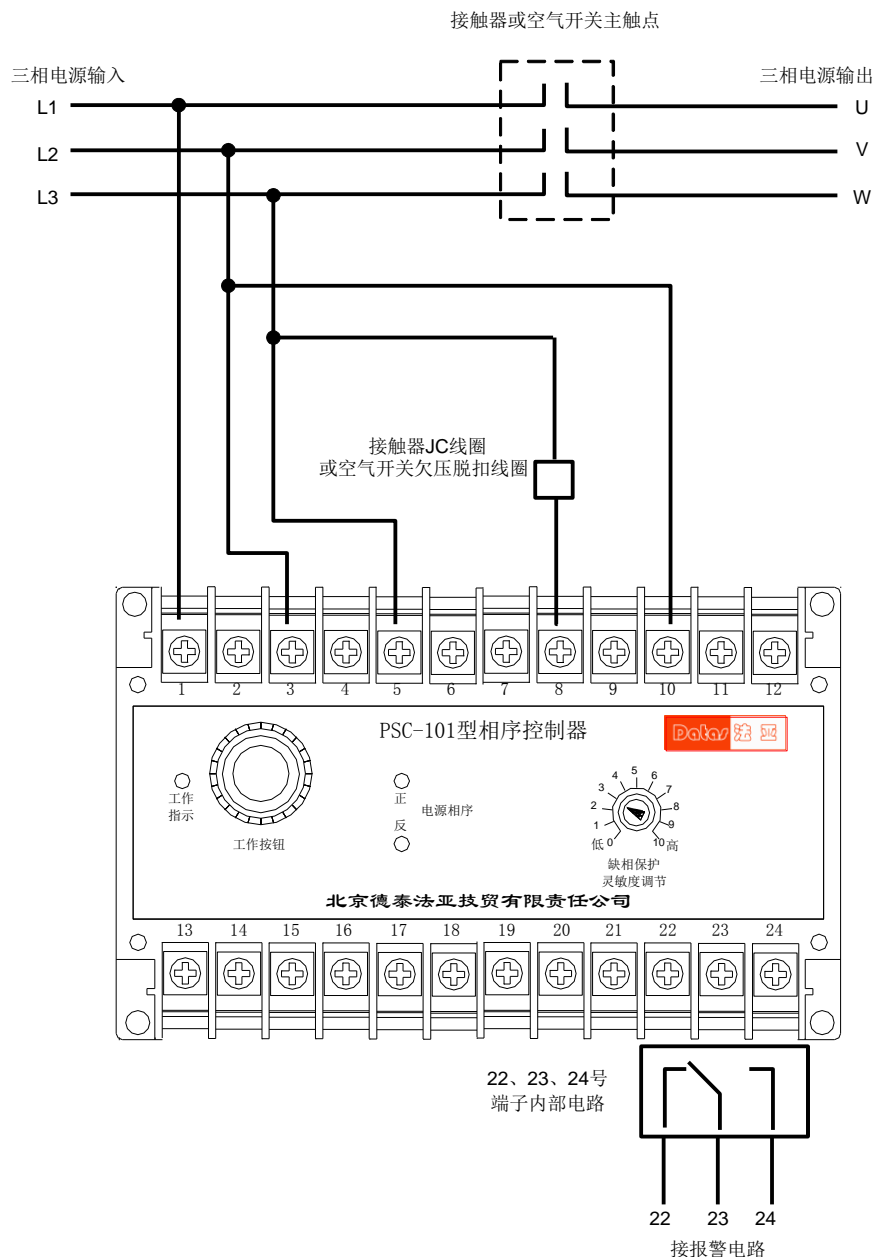 接触器或空气开关主触点
三相电源输入
三相电源输出
L1
U
L2
V
L3
W
接触器JC线圈
或空气开关欠压脱扣线圈
1 2 3 4 5 6 7 8 9 10 11 12
PSC-101型相序控制器
Datas 法亚
工作
指示
工作按钮
正
反
电源相序
0 1 2 3 4 5 6 7 8 9 10
低
高
缺相保护
灵敏度调节
北京德泰法亚技贸有限责任公司
13 14 15 16 17 18 19 20 21 22 23 24
22、23、24号
端子内部电路
22 23 24
接报警电路